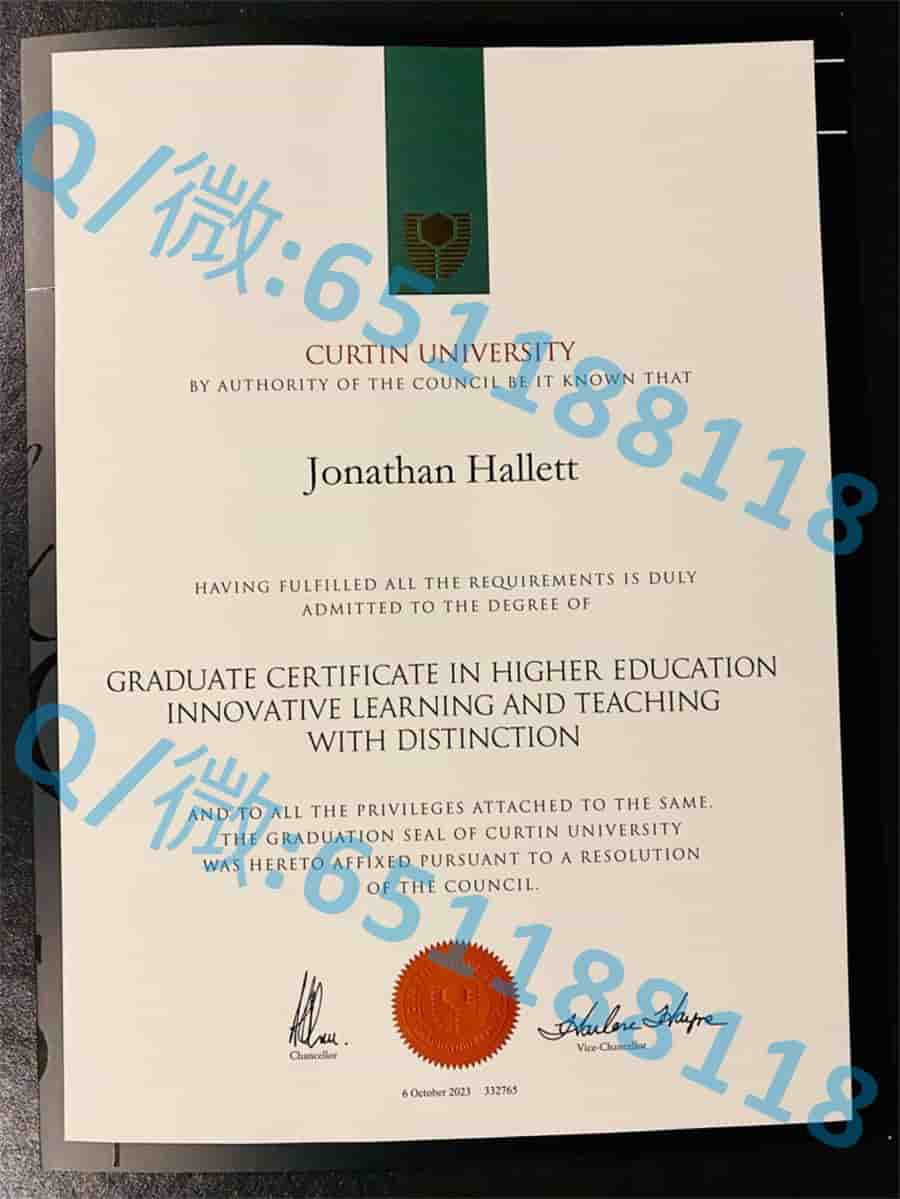 Q/微:651188118
CURTIN UNIVERSITY
BY AUTHORITY OF THE COUNCIL BE IT KNOWN THAT
Jonathan Hallett
HAVING FULFILLED ALL THE REQUIREMENTS IS DULY
ADMITTED TO THE DEGREE OF
GRADUATE CERTIFICATE IN HIGHER EDUCATION
INNOVATIVE LEARNING AND TEACHING
WITH DISTINCTION
Q/微:651188118
AND TO ALL THE PRIVILEGES ATTACHED TO THE SAME.
THE GRADUATION SEAL OF CURTIN UNIVERSITY
WAS HERETO AFFIXED PURSUANT TO A RESOLUTION
OF THE COUNCIL.
Chancellor
Vice-Chancellor
6 October 2023 332765